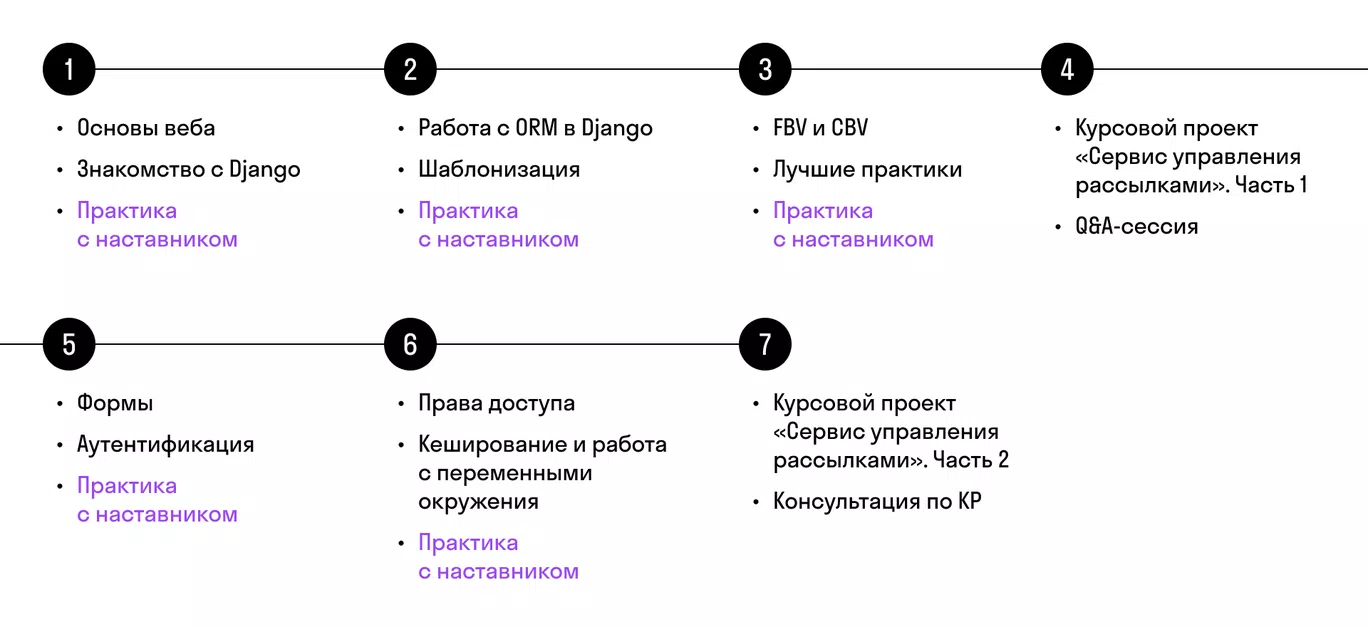 1
• Основы веба
• Знакомство с Django
• Практика
с наставником
2
• Работа с ORM в Django
• Шаблонизация
• Практика
с наставником
3
• FBV и CBV
• Лучшие практики
• Практика
с наставником
4
• Курсовой проект
«Сервис управления
рассылками». Часть 1
• Q&A-сессия
5
• Формы
• Аутентификация
• Практика
с наставником
6
• Права доступа
• Кеширование и работа
с переменными
окружения
• Практика
с наставником
7
• Курсовой проект
«Сервис управления
рассылками». Часть 2
• Консультация по КР